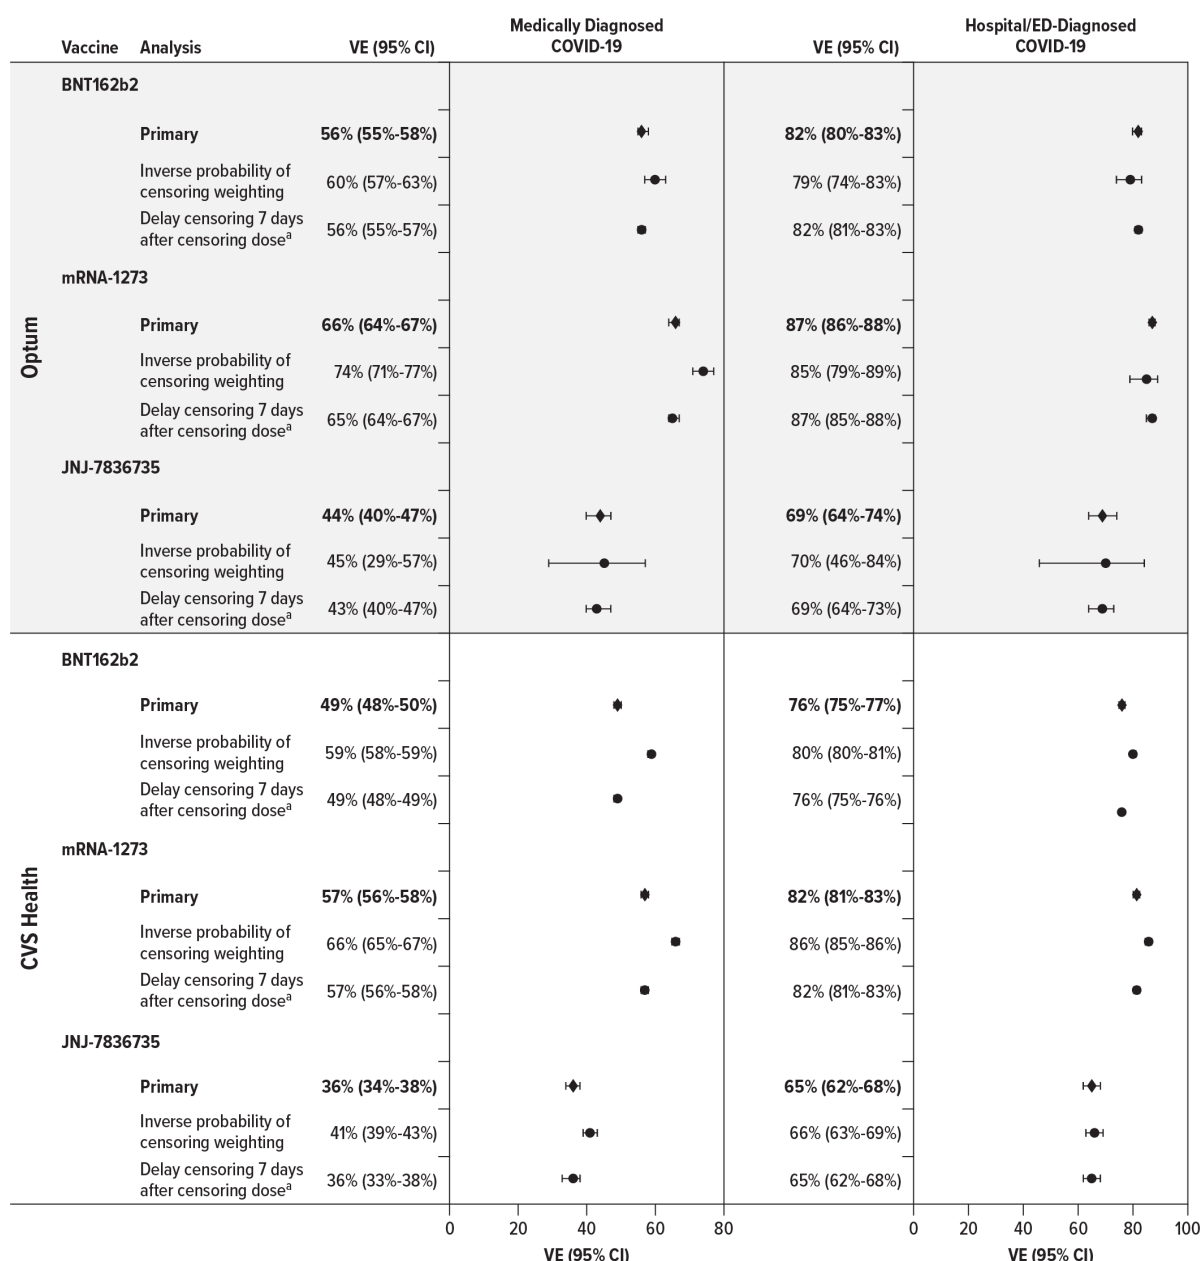 Medically Diagnosed
Hospital/ED-Diagnosed
Vaccine Analysis VE (95% CI) COVID-19 VE (95% CI) COVID-19
Optum
BNT162b2
Primary 56% (55%-58%) 82% (80%-83%)
Inverse probability of
censoring weighting 60% (57%-63%) 79% (74%-83%)
Delay censoring 7 days
after censoring doseª 56% (55%-57%) 82% (81%-83%)
mRNA-1273
Primary 66% (64%-67%) 87% (86%-88%)
Inverse probability of
censoring weighting 74% (71%-77%) 85% (79%-89%)
Delay censoring 7 days
after censoring doseª 65% (64%-67%) 87% (85%-88%)
JNJ-7836735
Primary 44% (40%-47%) 69% (64%-74%)
Inverse probability of
censoring weighting 45% (29%-57%) 70% (46%-84%)
Delay censoring 7 days
after censoring doseª 43% (40%-47%) 69% (64%-73%)
CVS Health
BNT162b2
Primary 49% (48%-50%) 76% (75%-77%)
Inverse probability of
censoring weighting 59% (58%-59%) 80% (80%-81%)
Delay censoring 7 days
after censoring doseª 49% (48%-49%) 76% (75%-76%)
mRNA-1273
Primary 57% (56%-58%) 82% (81%-83%)
Inverse probability of
censoring weighting 66% (65%-67%) 86% (85%-86%)
Delay censoring 7 days
after censoring doseª 57% (56%-58%) 82% (81%-83%)
JNJ-7836735
Primary 36% (34%-38%) 65% (62%-68%)
Inverse probability of
censoring weighting 41% (39%-43%) 66% (63%-69%)
Delay censoring 7 days
after censoring doseª 36% (33%-38%) 65% (62%-68%)
0 20 40 60 80 0 20 40 60 80 100
VE (95% CI) VE (95% CI)